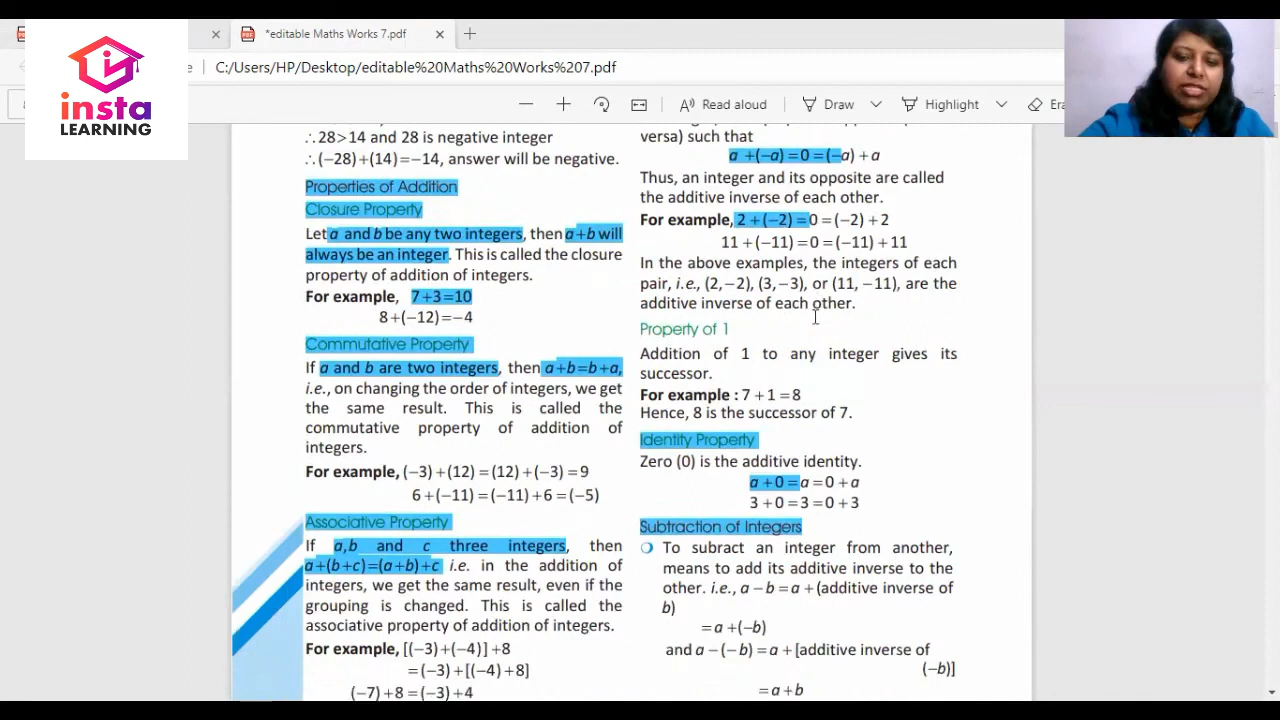 *editable Maths Works 7.pdf
C:/Users/HP/Desktop/editable%20Maths%20Works%207.pdf
Read aloud
Draw
Highlight
Era
insta
LEARNING
∴28>14 and 28 is negative integer
∴(−28)+(14)=−14, answer will be negative.
Properties of Addition
Closure Property
Let a and b be any two integers, then a+b will
always be an integer. This is called the closure
property of addition of integers.
For example, 7+3=10
8+(−12)=−4
Commutative Property
If a and b are two integers, then a+b=b+a,
i.e., on changing the order of integers, we get
the same result. This is called the
commutative property of addition of
integers.
For example, (−3)+(12)=(12)+(−3)=9
6+(−11)=(−11)+6=(−5)
Associative Property
If a,b and c three integers, then
a+(b+c)=(a+b)+c i.e. in the addition of
integers, we get the same result, even if the
grouping is changed. This is called the
associative property of addition of integers.
For example, [(−3)+(−4)]+8
=(−3)+[(−4)+8]
(−7)+8=(−3)+4
versa) such that
a+(−a)=0=(−a)+a
Thus, an integer and its opposite are called
the additive inverse of each other.
For example, 2+(−2)=0=(−2)+2
11+(−11)=0=(−11)+11
In the above examples, the integers of each
pair, i.e., (2,−2), (3,−3), or (11, −11), are the
additive inverse of each other.
Property of 1
Addition of 1 to any integer gives its
successor.
For example : 7+1=8
Hence, 8 is the successor of 7.
Identity Property
Zero (0) is the additive identity.
a+0=a=0+a
3+0=3=0+3
Subtraction of Integers
To subract an integer from another,
means to add its additive inverse to the
other. i.e., a−b=a+(additive inverse of
b)
=a+(−b)
and a−(−b)=a+[additive inverse of
(−b)]
=a+b